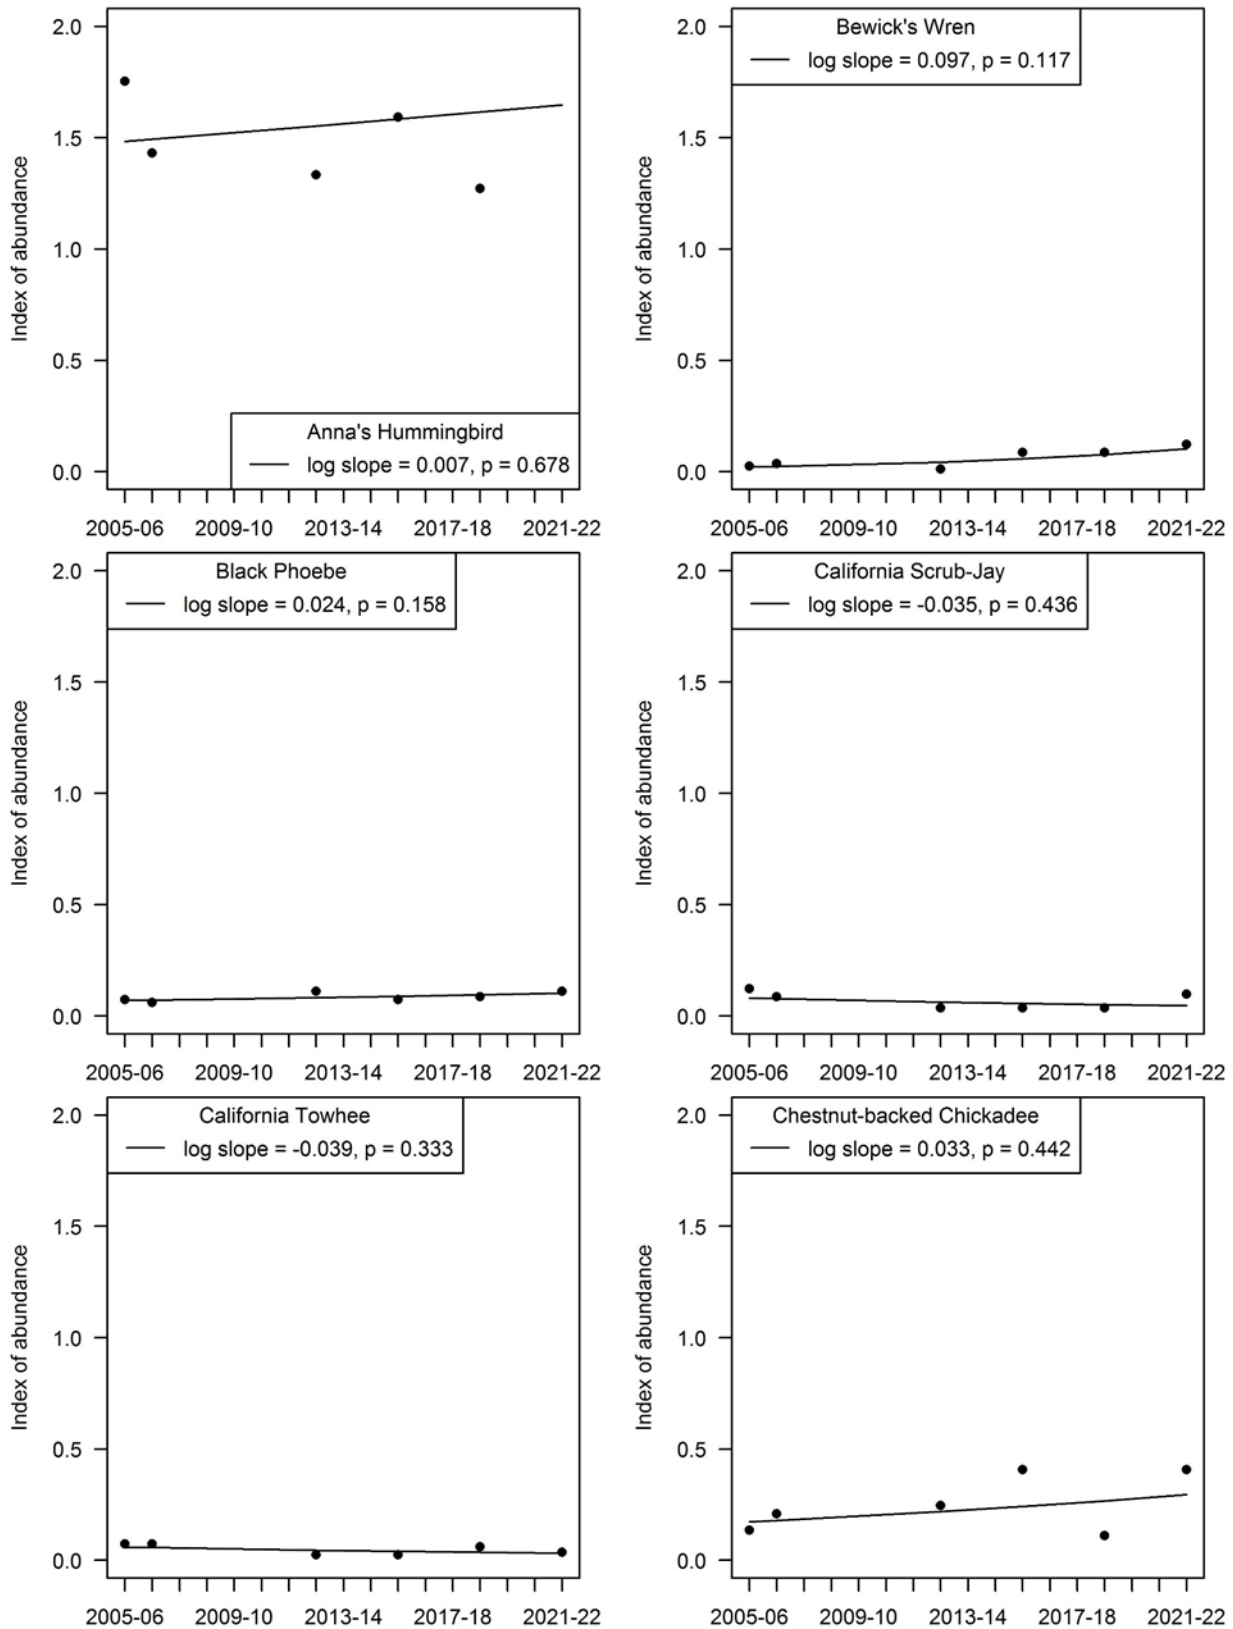 Index of abundance
2.0
1.5
1.0
0.5
0.0
Anna's Hummingbird
log slope = 0.007, p = 0.678
2005-06 2009-10 2013-14 2017-18 2021-22
Index of abundance
2.0
1.5
1.0
0.5
0.0
Bewick's Wren
log slope = 0.097, p = 0.117
2005-06 2009-10 2013-14 2017-18 2021-22
Index of abundance
2.0
1.5
1.0
0.5
0.0
Black Phoebe
log slope = 0.024, p = 0.158
2005-06 2009-10 2013-14 2017-18 2021-22
Index of abundance
2.0
1.5
1.0
0.5
0.0
California Scrub-Jay
log slope = -0.035, p = 0.436
2005-06 2009-10 2013-14 2017-18 2021-22
Index of abundance
2.0
1.5
1.0
0.5
0.0
California Towhee
log slope = -0.039, p = 0.333
2005-06 2009-10 2013-14 2017-18 2021-22
Index of abundance
2.0
1.5
1.0
0.5
0.0
Chestnut-backed Chickadee
log slope = 0.033, p = 0.442
2005-06 2009-10 2013-14 2017-18 2021-22